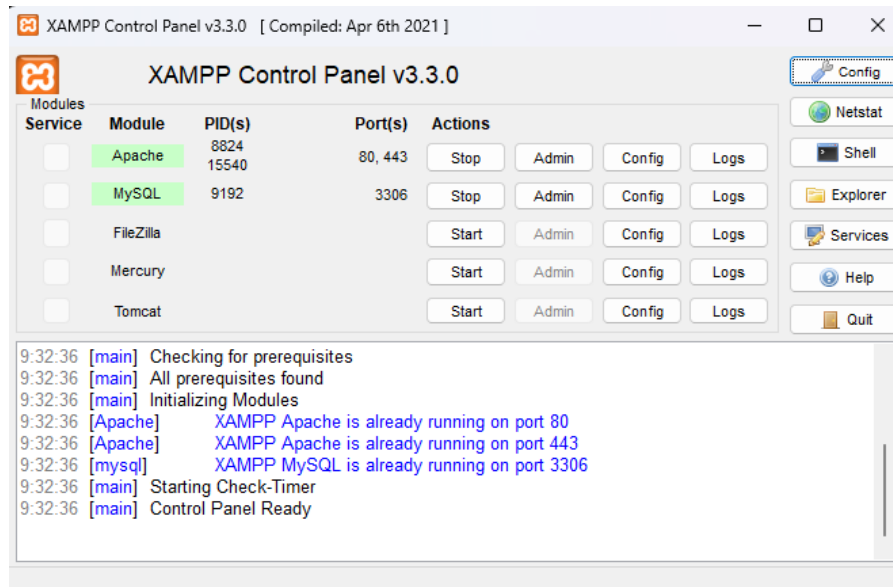 XAMPP Control Panel v3.3.0 [ Compiled: Apr 6th 2021 ]
XAMPP Control Panel v3.3.0
Config
Modules
Netstat
Service Module PID(s) Port(s) Actions
Apache 8824 15540 80, 443 Stop Admin Config Logs
Shell
MySQL 9192 3306 Stop Admin Config Logs
Explorer
FileZilla Start Admin Config Logs
Services
Mercury Start Admin Config Logs
Help
Tomcat Start Admin Config Logs
Quit
9:32:36 [main] Checking for prerequisites
9:32:36 [main] All prerequisites found
9:32:36 [main] Initializing Modules
9:32:36 [Apache] XAMPP Apache is already running on port 80
9:32:36 [Apache] XAMPP Apache is already running on port 443
9:32:36 [mysql] XAMPP MySQL is already running on port 3306
9:32:36 [main] Starting Check-Timer
9:32:36 [main] Control Panel Ready